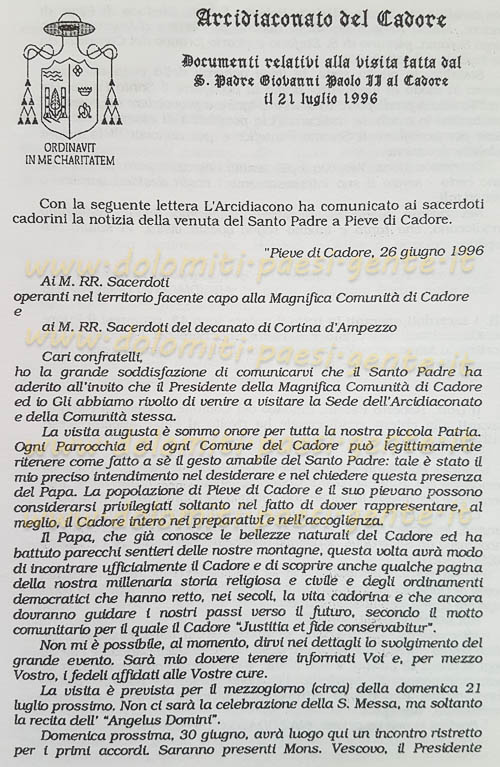 Arcidiaconato del Cadore
Documenti relativi alla visita fatta dal
S. Padre Giovanni Paolo II al Cadore
il 21 luglio 1996
ORDINAVIT
IN ME CHARITATEM
Con la seguente lettera L'Arcidiacono ha comunicato ai sacerdoti
cadorini la notizia della venuta del Santo Padre a Pieve di Cadore.
"Pieve di Cadore, 26 giugno 1996
www.dolomiti-paesi-gente.it
Ai M. RR. Sacerdoti
operanti nel territorio facente capo alla Magnifica Comunità di Cadore
e
ai M. RR. Sacerdoti del decanato di Cortina d'Ampezzo
www.dolomiti-paesi-gente.it
Cari confratelli,
ho la grande soddisfazione di comunicarvi che il Santo Padre ha
aderito all'invito che il Presidente della Magnifica Comunità di Cadore
ed io Gli abbiamo rivolto di venire a visitare la Sede dell'Arcidiaconato
e della Comunità stessa.
La visita augusta è sommo onore per tutta la nostra piccola Patria.
www.dolomiti-paesi-gente.it
Ogni Parrocchia ed ogni Comune del Cadore può legittimamente
ritenere come fatto a sè il gesto amabile del Santo Padre: tale è stato il
mio preciso intendimento nel desiderare e nel chiedere questa presenza
del Papa. La popolazione di Pieve di Cadore e il suo pievano possono
considerarsi privilegiati soltanto nel fatto di dover rappresentare, al
meglio, il Cadore intero nei preparativi e nell'accoglienza.
www.dolomiti-paesi-gente.it
Il Papa, che già conosce le bellezze naturali del Cadore ed ha
battuto parecchi sentieri delle nostre montagne, questa volta avrà modo
di incontrare ufficialmente il Cadore e di scoprire anche qualche pagina
della nostra millenaria storia religiosa e civile e degli ordinamenti
democratici che hanno retto, nei secoli, la vita cadorina e che ancora
dovranno guidare i nostri passi verso il futuro, secondo il motto
comunitario per il quale il Cadore "Justitia et fide conservabitur".
Non mi è possibile, al momento, dirvi nei dettagli lo svolgimento del
grande evento. Sarà mio dovere tenere informati Voi e, per mezzo
Vostro, i fedeli affidati alle Vostre cure.
La visita è prevista per il mezzogiorno (circa) della domenica 21
luglio prossimo. Non ci sarà la celebrazione della S. Messa, ma soltanto
la recita dell' "Angelus Domini".
Domenica prossima, 30 giugno, avrà luogo qui un incontro ristretto
per i primi accordi. Saranno presenti Mons. Vescovo, il Presidente